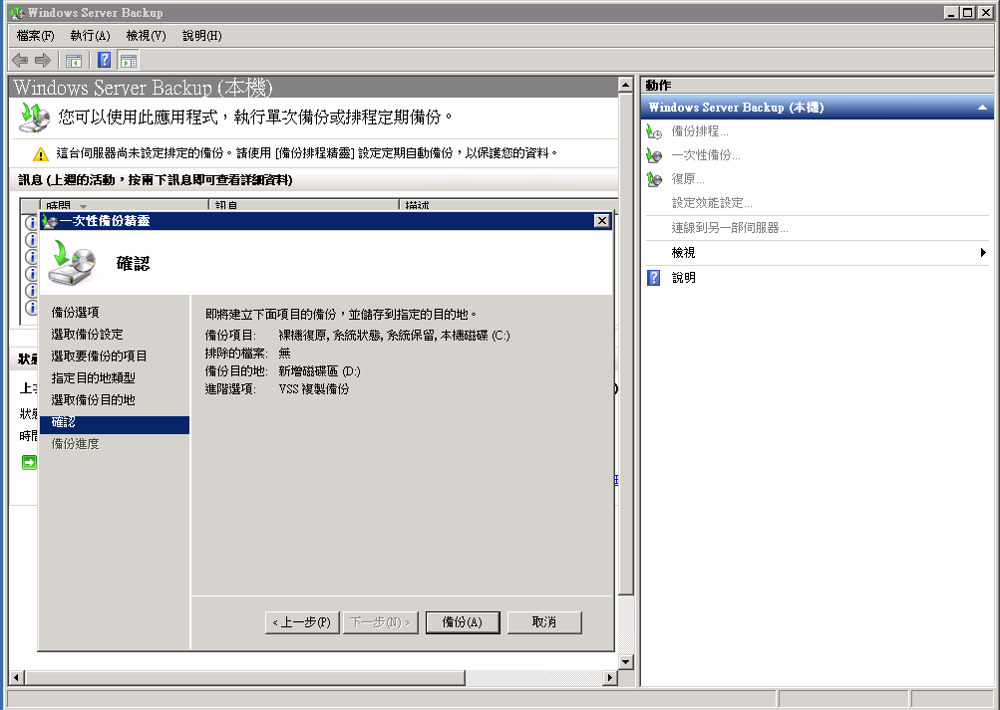 Windows Server Backup
檔案(F) 執行(A) 檢視(V) 說明(H)
Windows Server Backup (本機)
您可以使用此應用程式，執行單次備份或排程定期備份。
這台伺服器尚未設定排定的備份。請使用 [備份排程精靈] 設定定期自動備份，以保護您的資料。
訊息 (上週的活動，按兩下訊息即可查看詳細資料)
時間 訊息 描述
一次性備份精靈
確認
備份選項
選取備份設定
選取要備份的項目
指定目的地類型
選取備份目的地
確認
備份進度
即將建立下面項目的備份，並儲存到指定的目的地。
備份項目: 裸機復原, 系統狀態, 系統保留, 本機磁碟 (C:)
排除的檔案: 無
備份目的地: 新增磁碟區 (D:)
進階選項: VSS 複製備份
< 上一步(P) 下一步(N) > 備份(A) 取消
狀態
時間
動作
Windows Server Backup (本機)
備份排程...
一次性備份...
復原...
設定效能設定...
連線到另一部伺服器...
檢視
說明